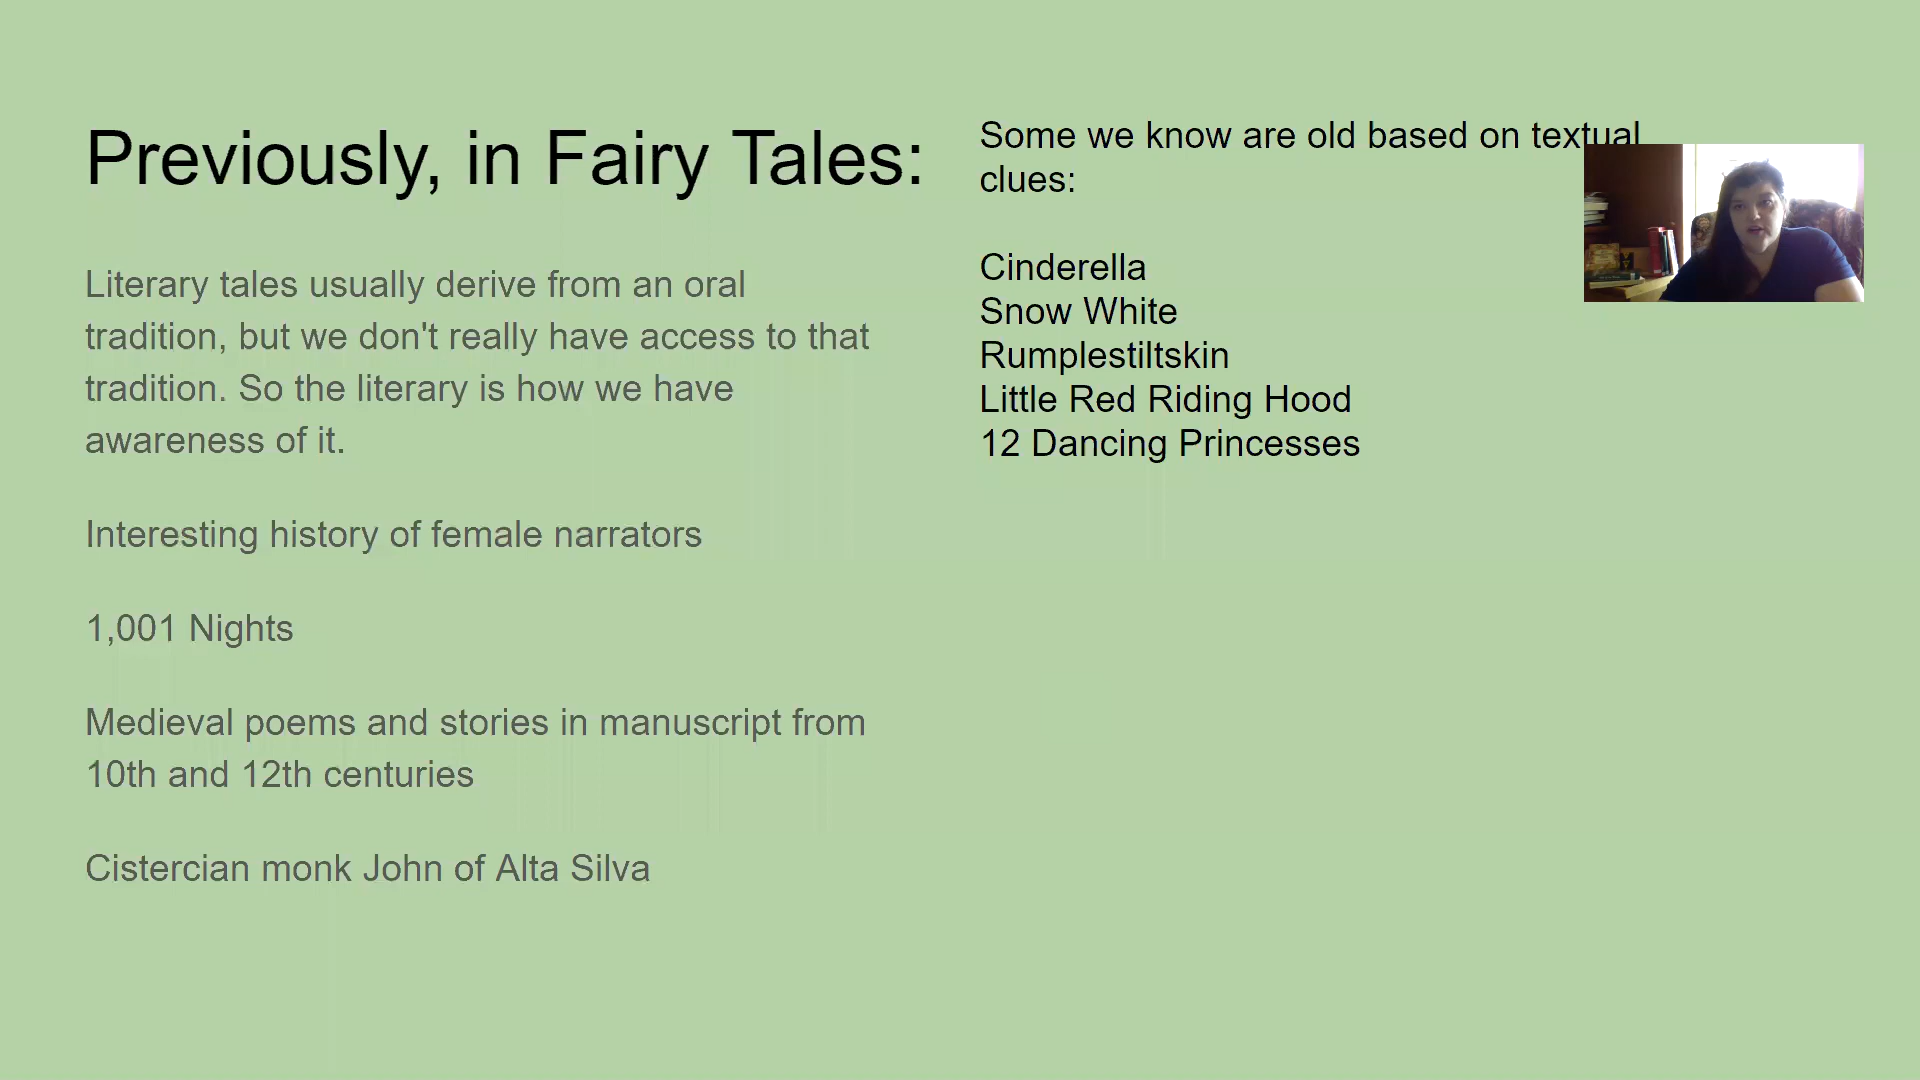 Previously, in Fairy Tales:
Literary tales usually derive from an oral
tradition, but we don't really have access to that
tradition. So the literary is how we have
awareness of it.
Interesting history of female narrators
1,001 Nights
Medieval poems and stories in manuscript from
10th and 12th centuries
Cistercian monk John of Alta Silva
Some we know are old based on textual
clues:
Cinderella
Snow White
Rumplestiltskin
Little Red Riding Hood
12 Dancing Princesses